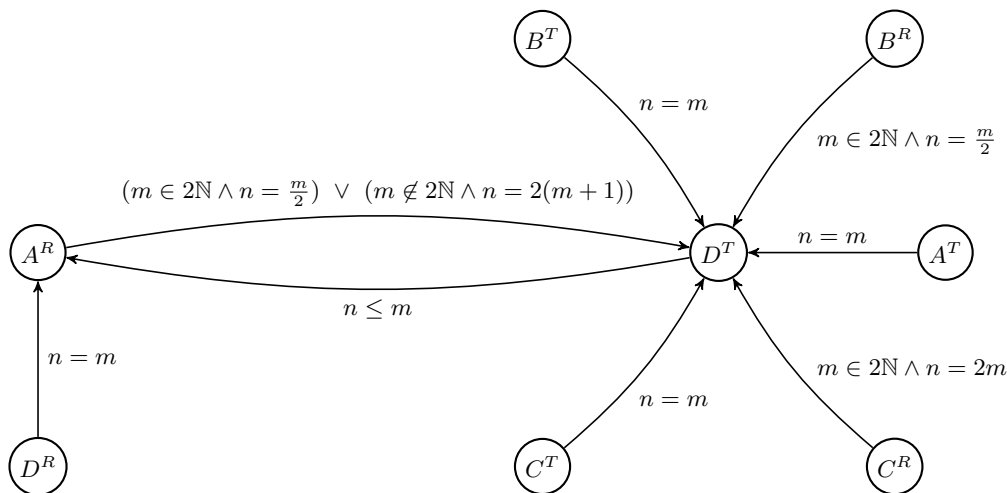 B^T
B^R
n = m
m ∈ 2ℕ ∧ n = m/2
(m ∈ 2ℕ ∧ n = m/2) ∨ (m ∉ 2ℕ ∧ n = 2(m + 1))
n = m
A^R
D^T
A^T
n ≤ m
n = m
m ∈ 2ℕ ∧ n = 2m
n = m
D^R
C^T
C^R